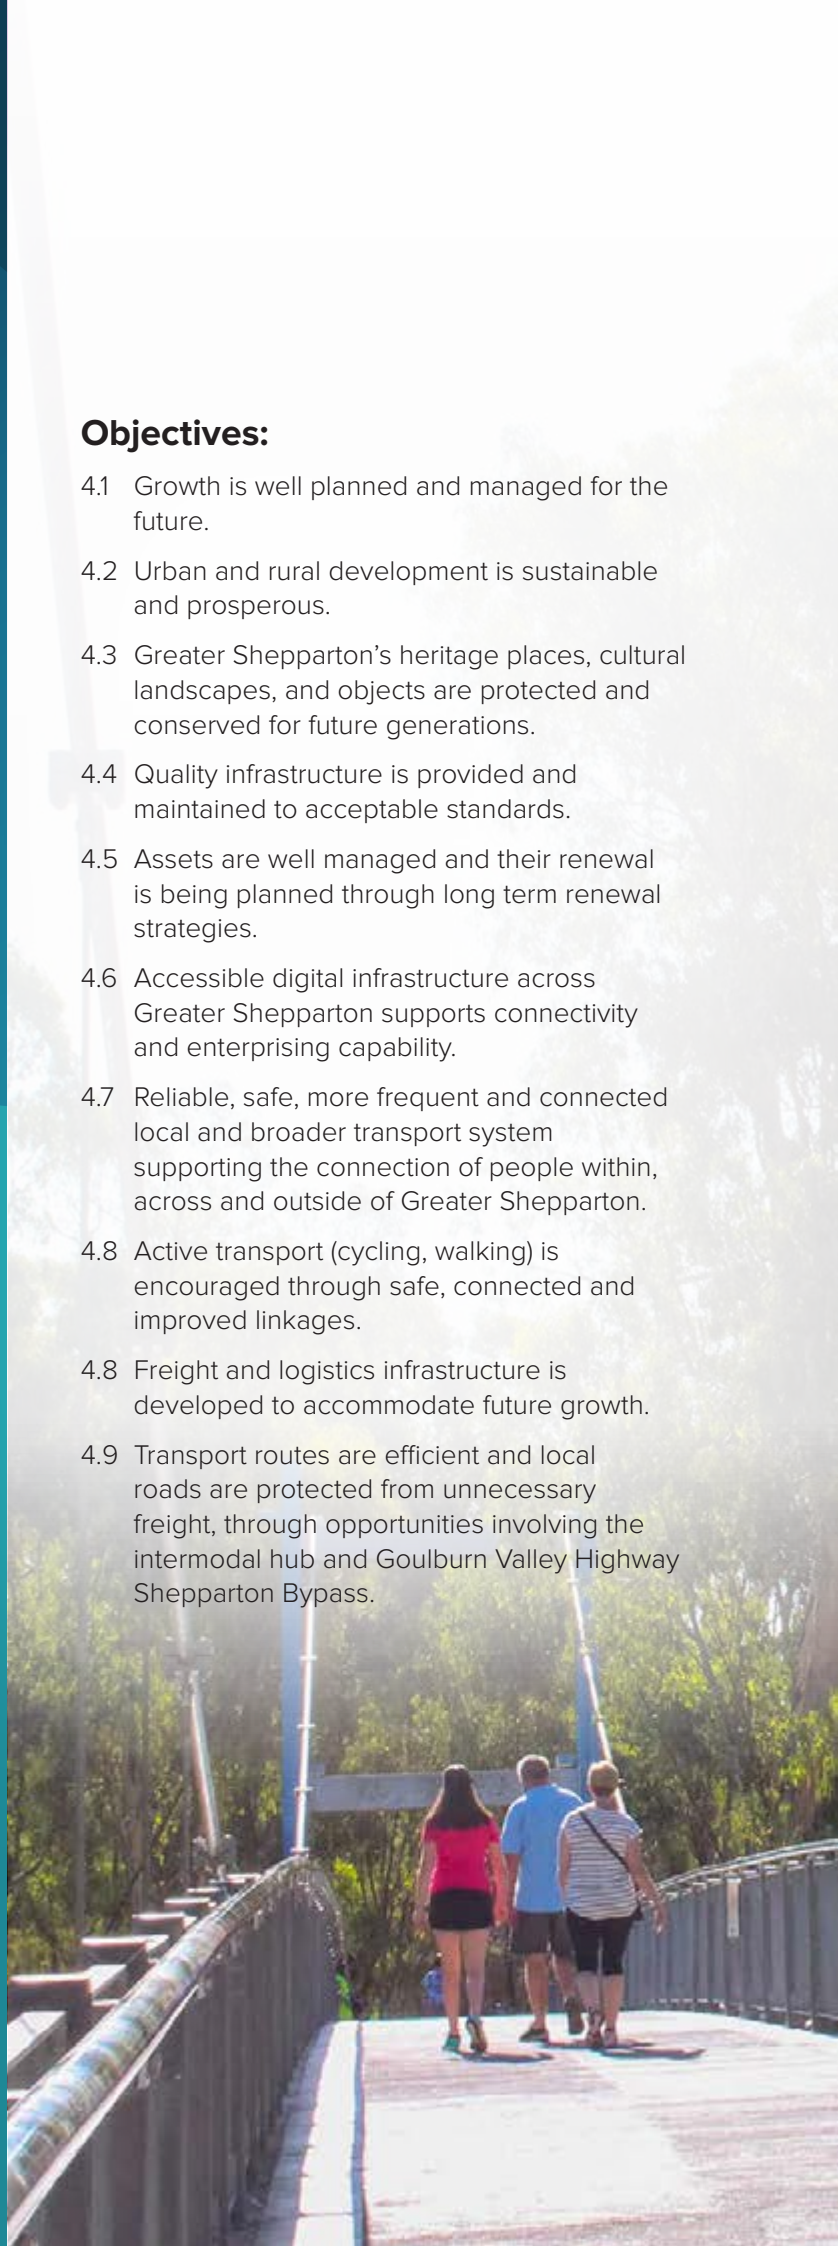 Objectives:
4.1 Growth is well planned and managed for the
future.
4.2 Urban and rural development is sustainable
and prosperous.
4.3 Greater Shepparton’s heritage places, cultural
landscapes, and objects are protected and
conserved for future generations.
4.4 Quality infrastructure is provided and
maintained to acceptable standards.
4.5 Assets are well managed and their renewal
is being planned through long term renewal
strategies.
4.6 Accessible digital infrastructure across
Greater Shepparton supports connectivity
and enterprising capability.
4.7 Reliable, safe, more frequent and connected
local and broader transport system
supporting the connection of people within,
across and outside of Greater Shepparton.
4.8 Active transport (cycling, walking) is
encouraged through safe, connected and
improved linkages.
4.8 Freight and logistics infrastructure is
developed to accommodate future growth.
4.9 Transport routes are efficient and local
roads are protected from unnecessary
freight, through opportunities involving the
intermodal hub and Goulburn Valley Highway
Shepparton Bypass.